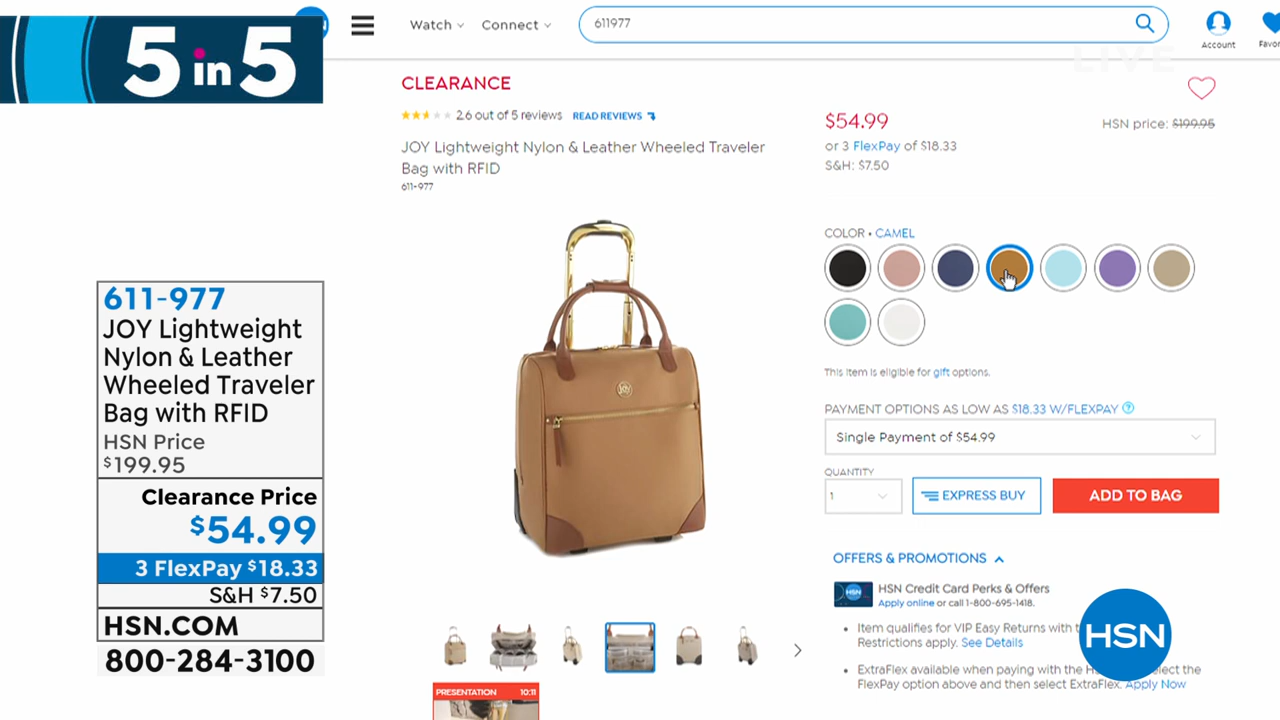 5 in 5
Watch
Connect
611977
Account
LIVE
CLEARANCE
2.6 out of 5 reviews
READ REVIEWS
JOY Lightweight Nylon & Leather Wheeled Traveler
Bag with RFID
611-977
$54.99
HSN price: $199.95
or 3 FlexPay of $18.33
S&H: $7.50
COLOR • CAMEL
This item is eligible for gift options.
PAYMENT OPTIONS AS LOW AS $18.33 W/FLEXPAY ?
Single Payment of $54.99
QUANTITY
1
EXPRESS BUY
ADD TO BAG
OFFERS & PROMOTIONS
HSN
HSN Credit Card Perks & Offers
Apply online or call 1-800-695-1418.
• Item qualifies for VIP Easy Returns with
Restrictions apply. See Details
• ExtraFlex available when paying with the
the
FlexPay option above and then select ExtraFlex. Apply Now
HSN
JOY
PRESENTATION 10:11
611-977
JOY Lightweight
Nylon & Leather
Wheeled Traveler
Bag with RFID
HSN Price
$199.95
Clearance Price
$54.99
3 FlexPay $18.33
S&H $7.50
HSN.COM
800-284-3100